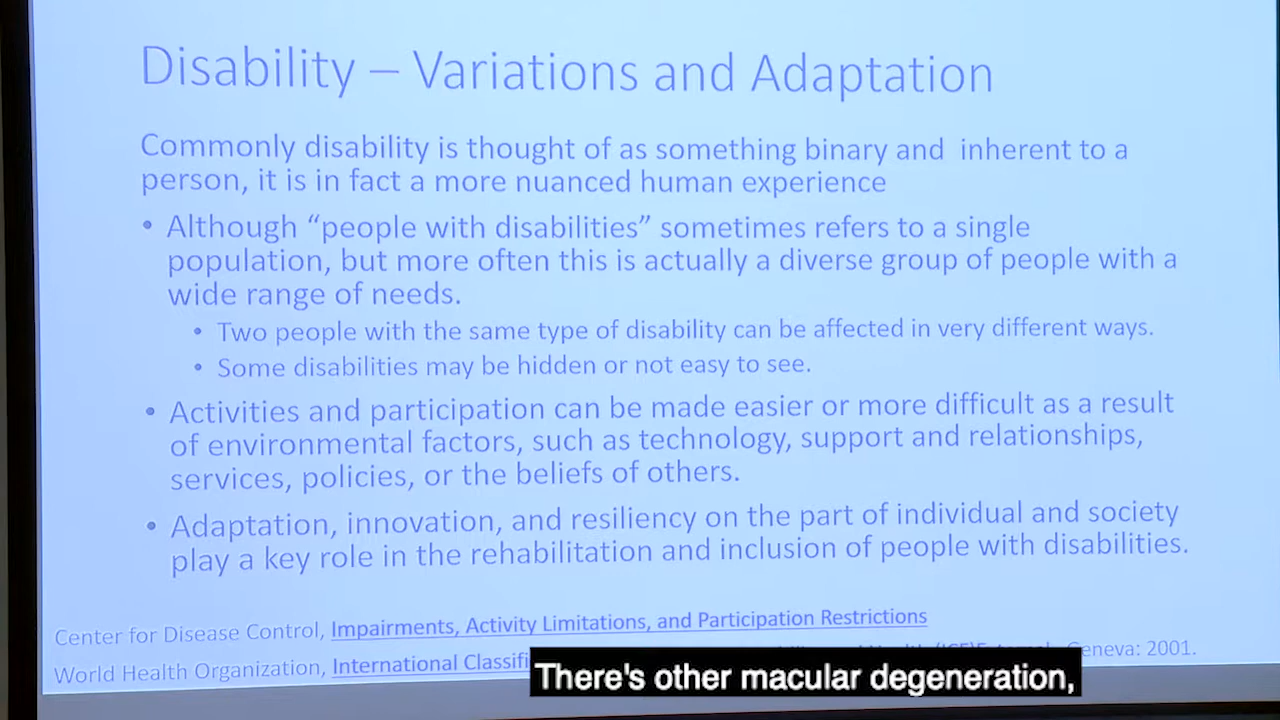 Disability – Variations and Adaptation
Commonly disability is thought of as something binary and inherent to a
person, it is in fact a more nuanced human experience
• Although “people with disabilities” sometimes refers to a single
population, but more often this is actually a diverse group of people with a
wide range of needs.
• Two people with the same type of disability can be affected in very different ways.
• Some disabilities may be hidden or not easy to see.
• Activities and participation can be made easier or more difficult as a result
of environmental factors, such as technology, support and relationships,
services, policies, or the beliefs of others.
• Adaptation, innovation, and resiliency on the part of individual and society
play a key role in the rehabilitation and inclusion of people with disabilities.
Center for Disease Control, Impairments, Activity Limitations, and Participation Restrictions
World Health Organization, International Geneva: 2001.
There's other macular degeneration,